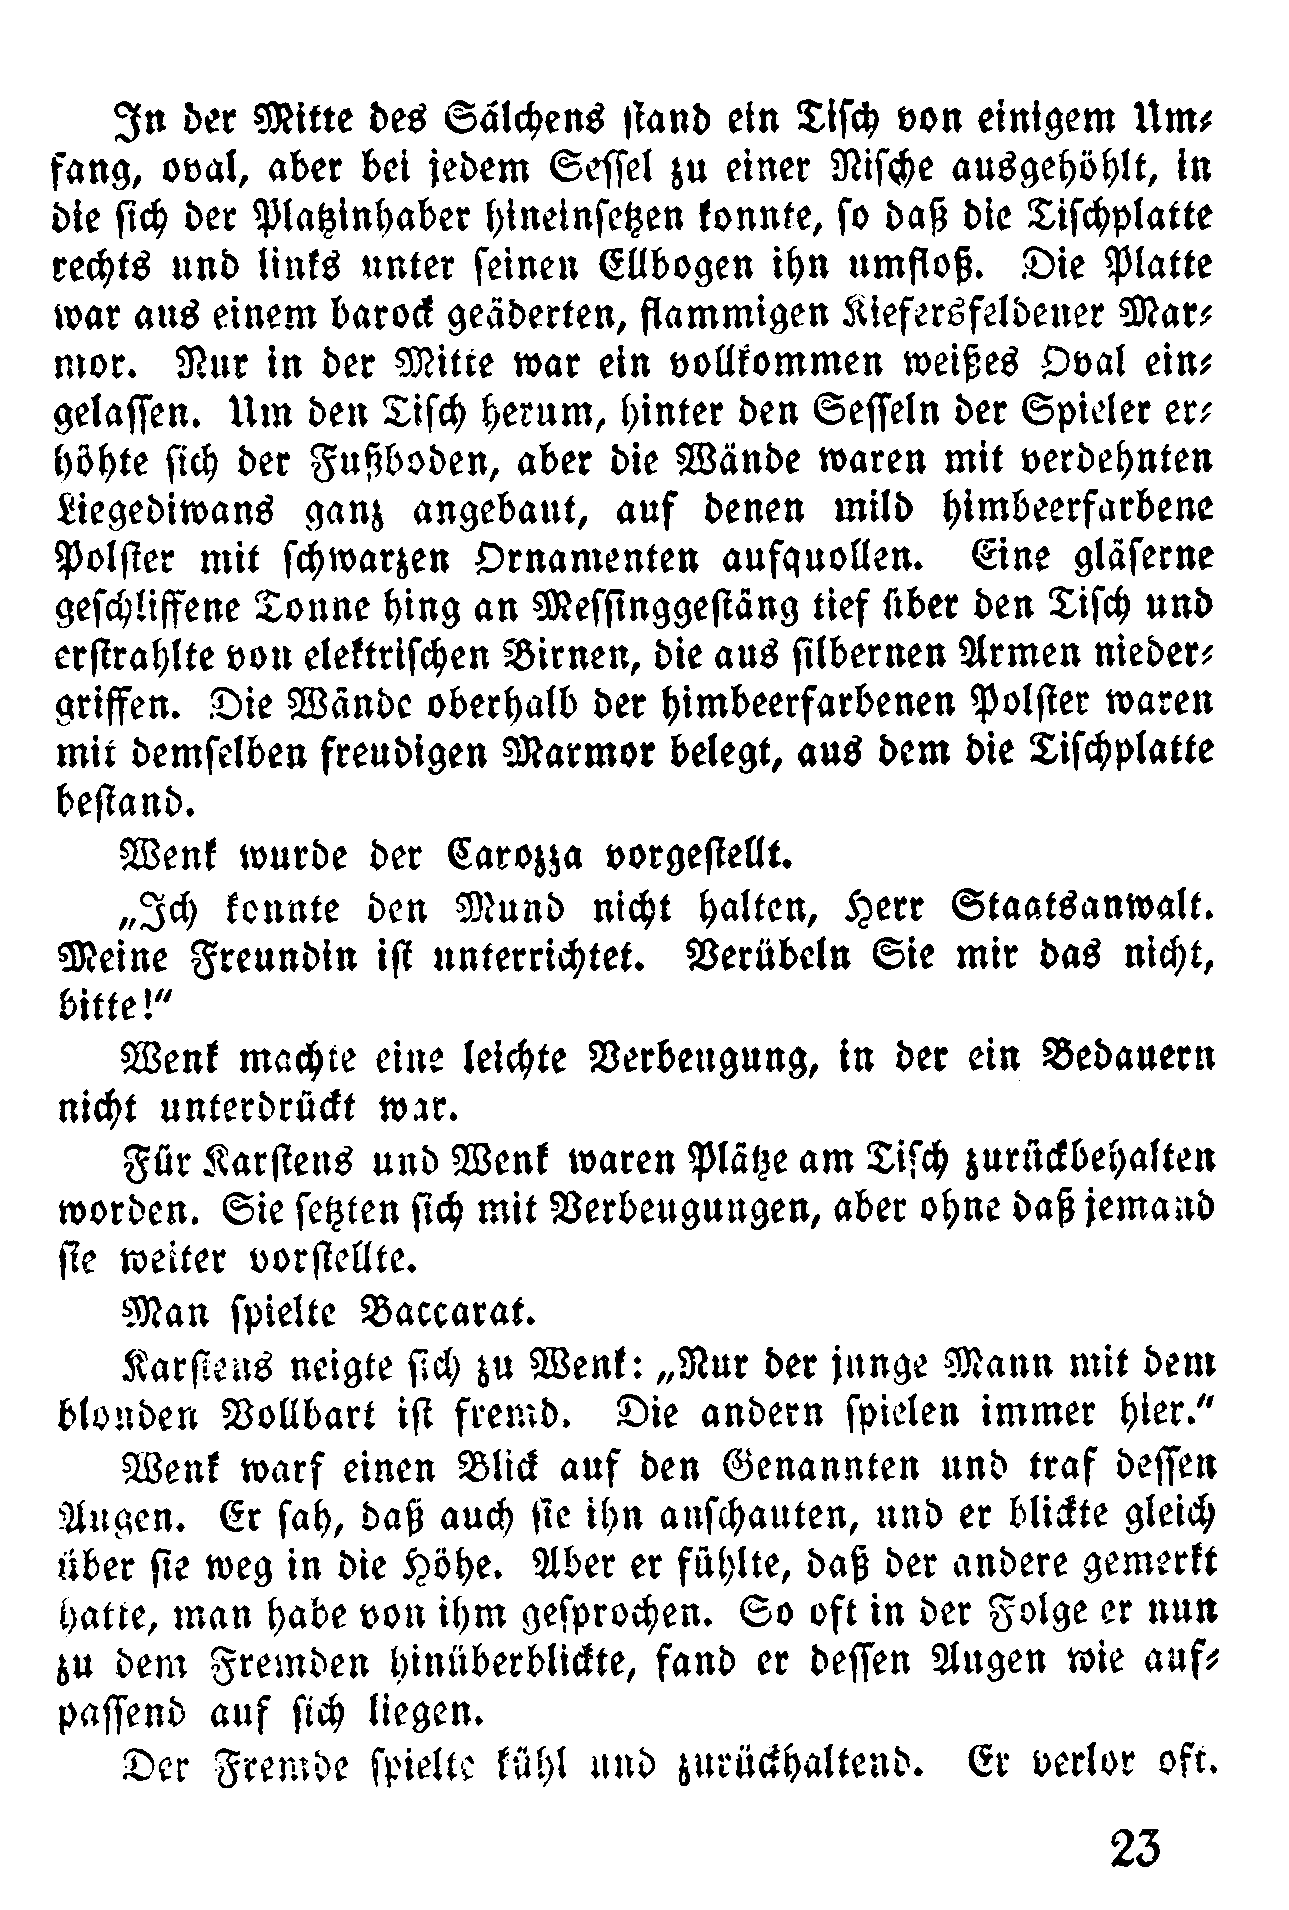 In der Mitte des Sälchens stand ein Tisch von einigem Um-
fang, oval, aber bei jedem Sessel zu einer Nische ausgehöhlt, in
die sich der Platzinhaber hineinsetzen konnte, so daß die Tischplatte
rechts und links unter seinen Ellbogen ihn umfloß. Die Platte
war aus einem barock geäderten, flammigen Kiefersfeldener Mar-
mor. Nur in der Mitte war ein vollkommen weißes Oval ein-
gelassen. Um den Tisch herum, hinter den Sesseln der Spieler er-
höhte sich der Fußboden, aber die Wände waren mit verdehnten
Liegediwans ganz angebaut, auf denen mild himbeerfarbene
Polster mit schwarzen Ornamenten aufquollen. Eine gläserne
geschliffene Tonne hing an Messinggestäng tief über den Tisch und
erstrahlte von elektrischen Birnen, die aus silbernen Armen nieder-
griffen. Die Wände oberhalb der himbeerfarbenen Polster waren
mit demselben freudigen Marmor belegt, aus dem die Tischplatte
bestand.
Wenk wurde der Carozza vorgestellt.
„Ich konnte den Mund nicht halten, Herr Staatsanwalt.
Meine Freundin ist unterrichtet. Verübeln Sie mir das nicht,
bitte!“
Wenk machte eine leichte Verbeugung, in der ein Bedauern
nicht unterdrückt war.
Für Karstens und Wenk waren Plätze am Tisch zurückbehalten
worden. Sie setzten sich mit Verbeugungen, aber ohne daß jemand
sie weiter vorstellte.
Man spielte Baccarat.
Karstens neigte sich zu Wenk: „Nur der junge Mann mit dem
blonden Vollbart ist fremd. Die andern spielen immer hier.“
Wenk warf einen Blick auf den Genannten und traf dessen
Augen. Er sah, daß auch sie ihn anschauten, und er blickte gleich
über sie weg in die Höhe. Aber er fühlte, daß der andere gemerkt
hatte, man habe von ihm gesprochen. So oft in der Folge er nun
zu dem Fremden hinüberblickte, fand er dessen Augen wie auf-
passend auf sich liegen.
Der Fremde spielte kühl und zurückhaltend. Er verlor oft.
23